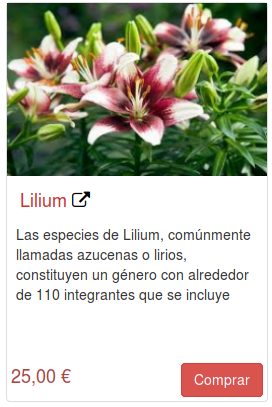 Lilium
Las especies de Lilium, comúnmente
llamadas azucenas o lirios,
constituyen un género con alrededor
de 110 integrantes que se incluye
25,00 €
Comprar